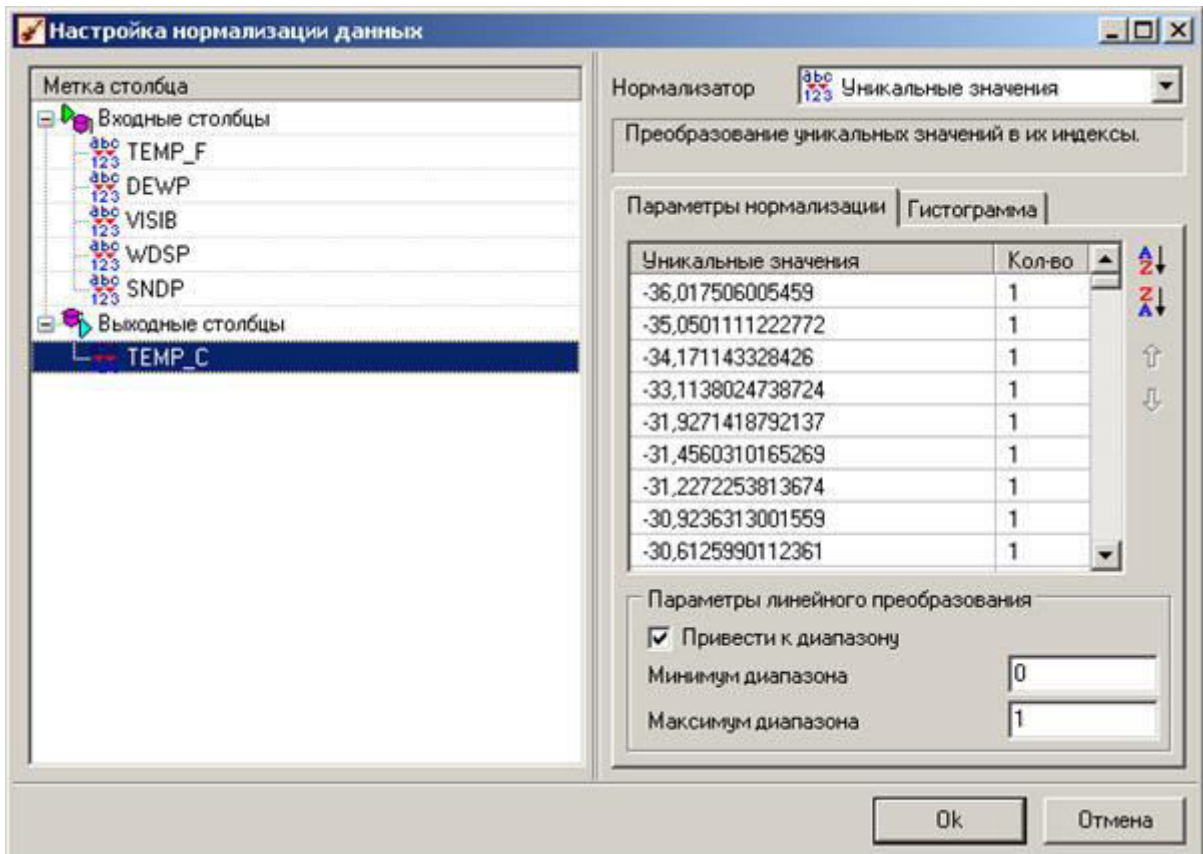 Настройка нормализации данных
Метка столбца
Входные столбцы
TEMP_F
DEWP
VISIB
WDSP
SNDP
Выходные столбцы
TEMP_C
Нормализатор
Уникальные значения
Преобразование уникальных значений в их индексы.
Параметры нормализации
Гистограмма
Уникальные значения Кол-во
-36,017506005459 1
-35,0501111222772 1
-34,171143328426 1
-33,11380247387​24 1
-31,9271418792137 1
-31,4560310165269 1
-31,2272253813674 1
-30,9236313001559 1
-30,6125990112361 1
Параметры линейного преобразования
Привести к диапазону
Минимум диапазона 0
Максимум диапазона 1
Ok
Отмена